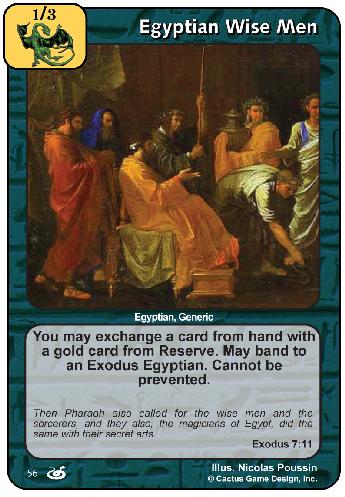 1/3
Egyptian Wise Men
Egyptian, Generic
You may exchange a card from hand with
a gold card from Reserve. May band to
an Exodus Egyptian. Cannot be
prevented.
Then Pharaoh also called for the wise men and the
sorcerers and they also, the magicians of Egypt, did the
same with their secret arts.
Exodus 7:11
56
Illus. Nicolas Poussin
© Cactus Game Design, Inc.